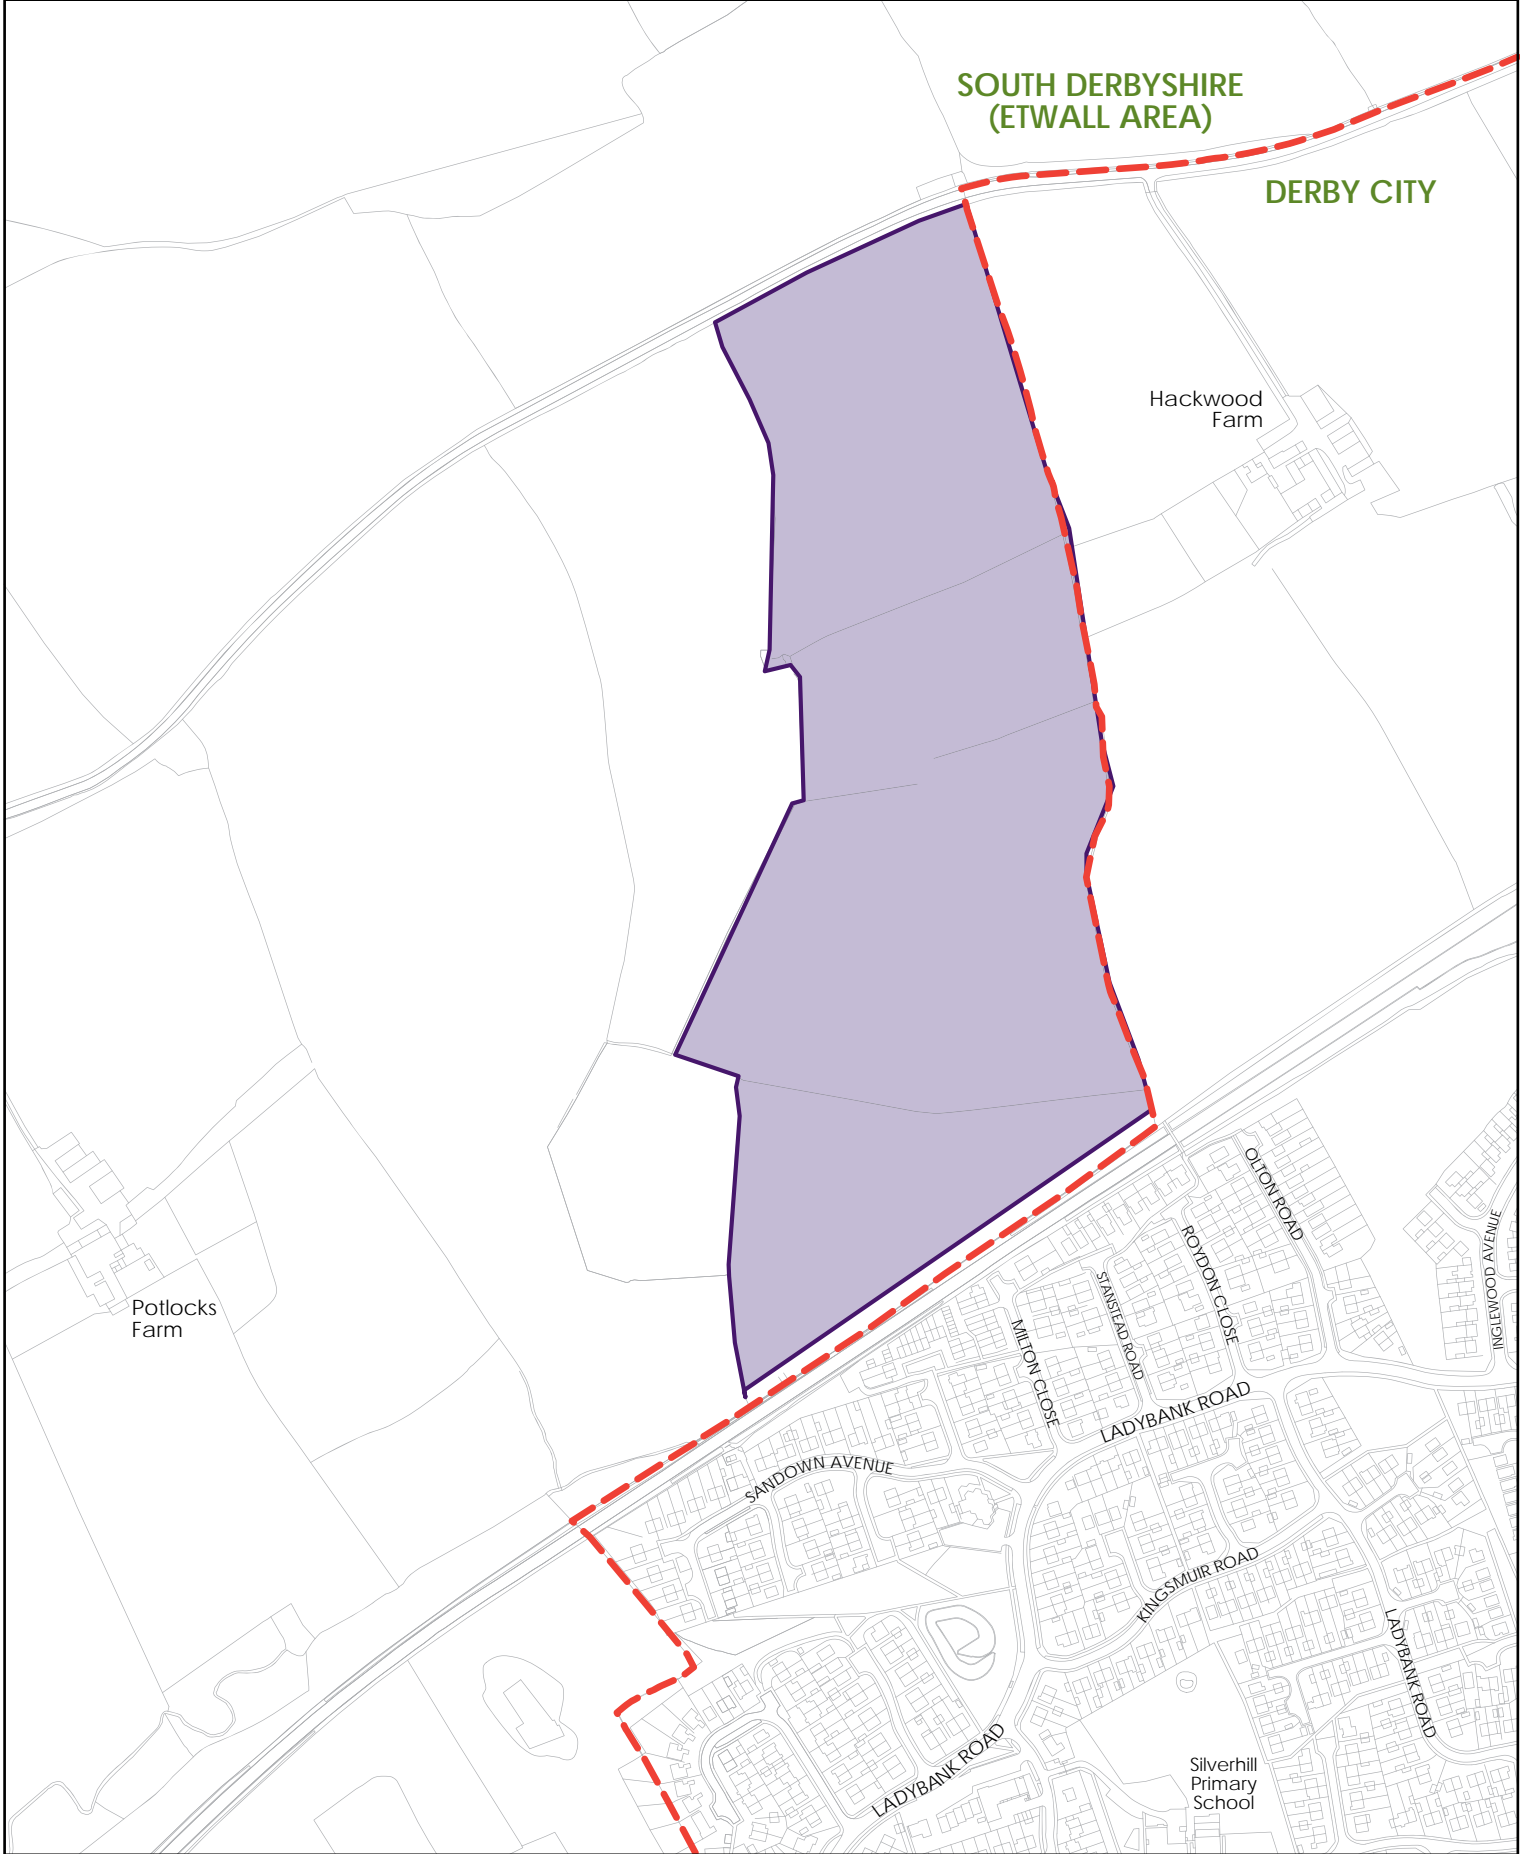 SOUTH DERBYSHIRE
(ETWALL AREA)
DERBY CITY
Hackwood
Farm
OLTON ROAD
ROYDON CLOSE
INGLEWOOD AVENUE
STANSTEAD ROAD
MILTON CLOSE
Potlocks
Farm
LADYBANK ROAD
SANDOWN AVENUE
KINGSMUIR ROAD
LADYBANK ROAD
LADYBANK ROAD
Silverhill
Primary
School